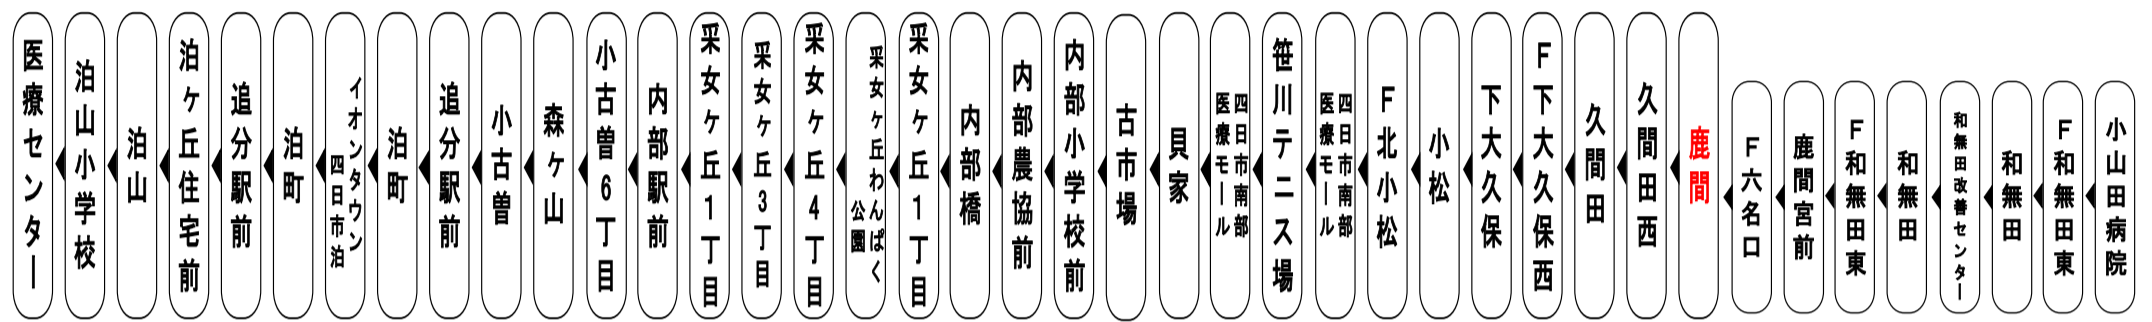 小山田病院
F和無田東
和無田
和無田改善センター
和無田
F和無田東
鹿間宮前
F六名口
鹿間
久間田西
久間田
F下大久保西
下大久保
小松
F北小松
四日市南部
医療モール
笹川テニス場
四日市南部
医療モール
貝家
古市場
内部小学校前
内部農協前
内部橋
采女ヶ丘1丁目
采女ヶ丘わんぱく
公園
采女ヶ丘4丁目
采女ヶ丘3丁目
采女ヶ丘1丁目
内部駅前
小古曽6丁目
森ヶ山
小古曽
追分駅前
泊町
イオンタウン
四日市泊
泊町
追分駅前
泊ヶ丘住宅前
泊山
泊山小学校
医療センター